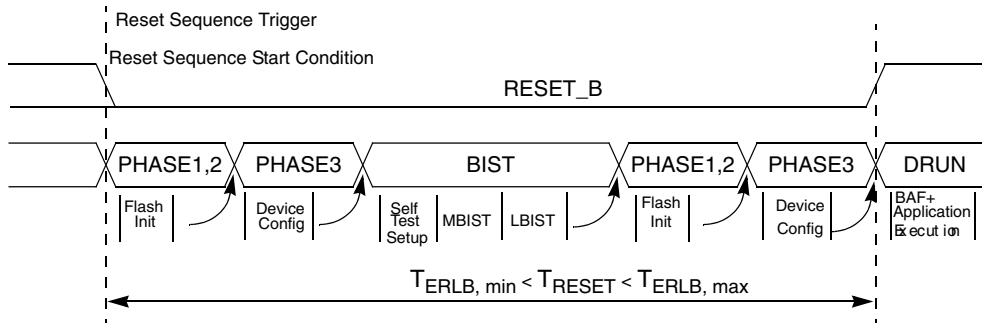 Reset Sequence Trigger
Reset Sequence Start Condition
RESET_B
PHASE1,2 PHASE3 BIST PHASE1,2 PHASE3 DRUN
Flash Init
Device Config
Self Test Setup
MBIST
LBIST
Flash Init
Device Config
BAF+ Application Execution
TERLB, min < TRESET < TERLB, max